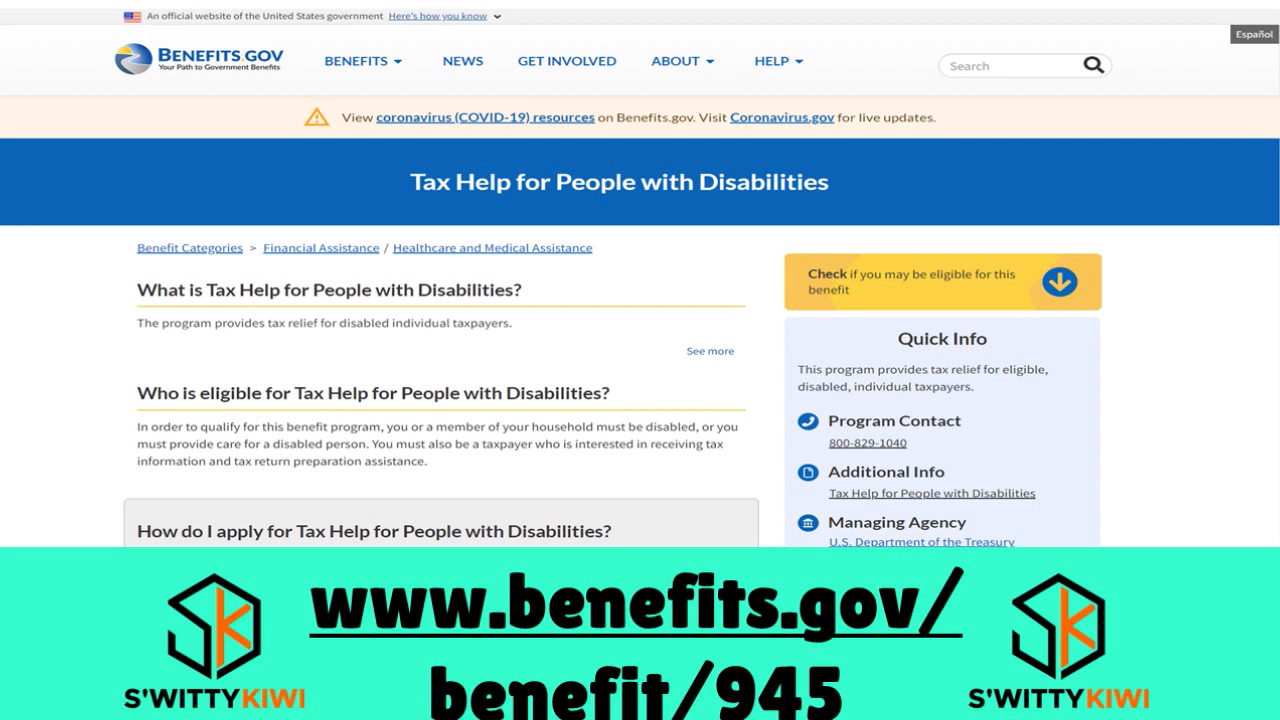 An official website of the United States government Here's how you know
Español
BENEFITS.GOV
Your Path to Government Benefits
BENEFITS NEWS GET INVOLVED ABOUT HELP
Search
View coronavirus (COVID-19) resources on Benefits.gov. Visit Coronavirus.gov for live updates.
Tax Help for People with Disabilities
Benefit Categories > Financial Assistance / Healthcare and Medical Assistance
What is Tax Help for People with Disabilities?
The program provides tax relief for disabled individual taxpayers.
See more
Who is eligible for Tax Help for People with Disabilities?
In order to qualify for this benefit program, you or a member of your household must be disabled, or you
must provide care for a disabled person. You must also be a taxpayer who is interested in receiving tax
information and tax return preparation assistance.
How do I apply for Tax Help for People with Disabilities?
Check if you may be eligible for this
benefit
Quick Info
This program provides tax relief for eligible,
disabled, individual taxpayers.
Program Contact
800-829-1040
Additional Info
Tax Help for People with Disabilities
Managing Agency
U.S. Department of the Treasury
SK
S'WITTYKIWI
www.benefits.gov/
benefit/945
SK
S'WITTYKIWI